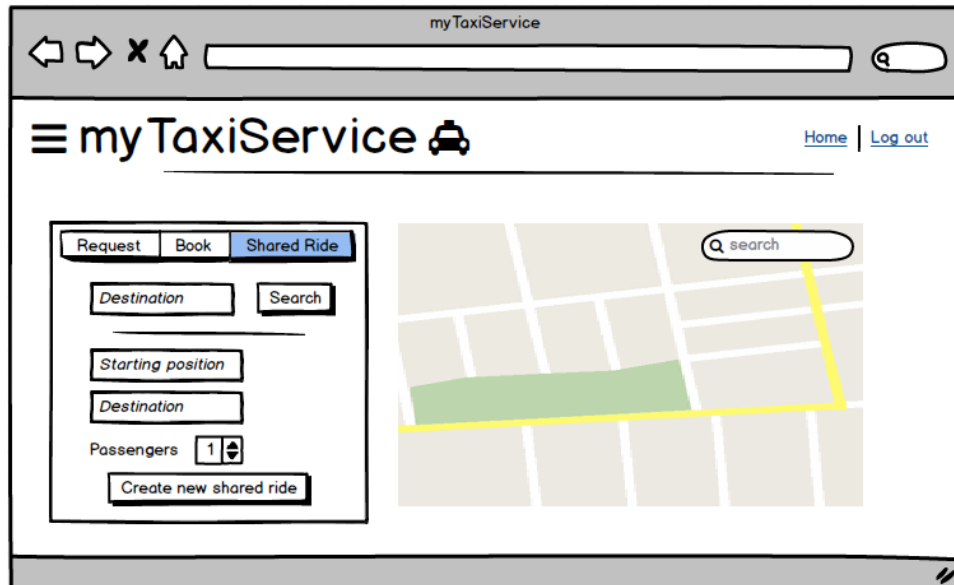 myTaxiService
myTaxiService
Home | Log out
Request Book Shared Ride
search
Destination Search
Starting position
Destination
Passengers 1
Create new shared ride